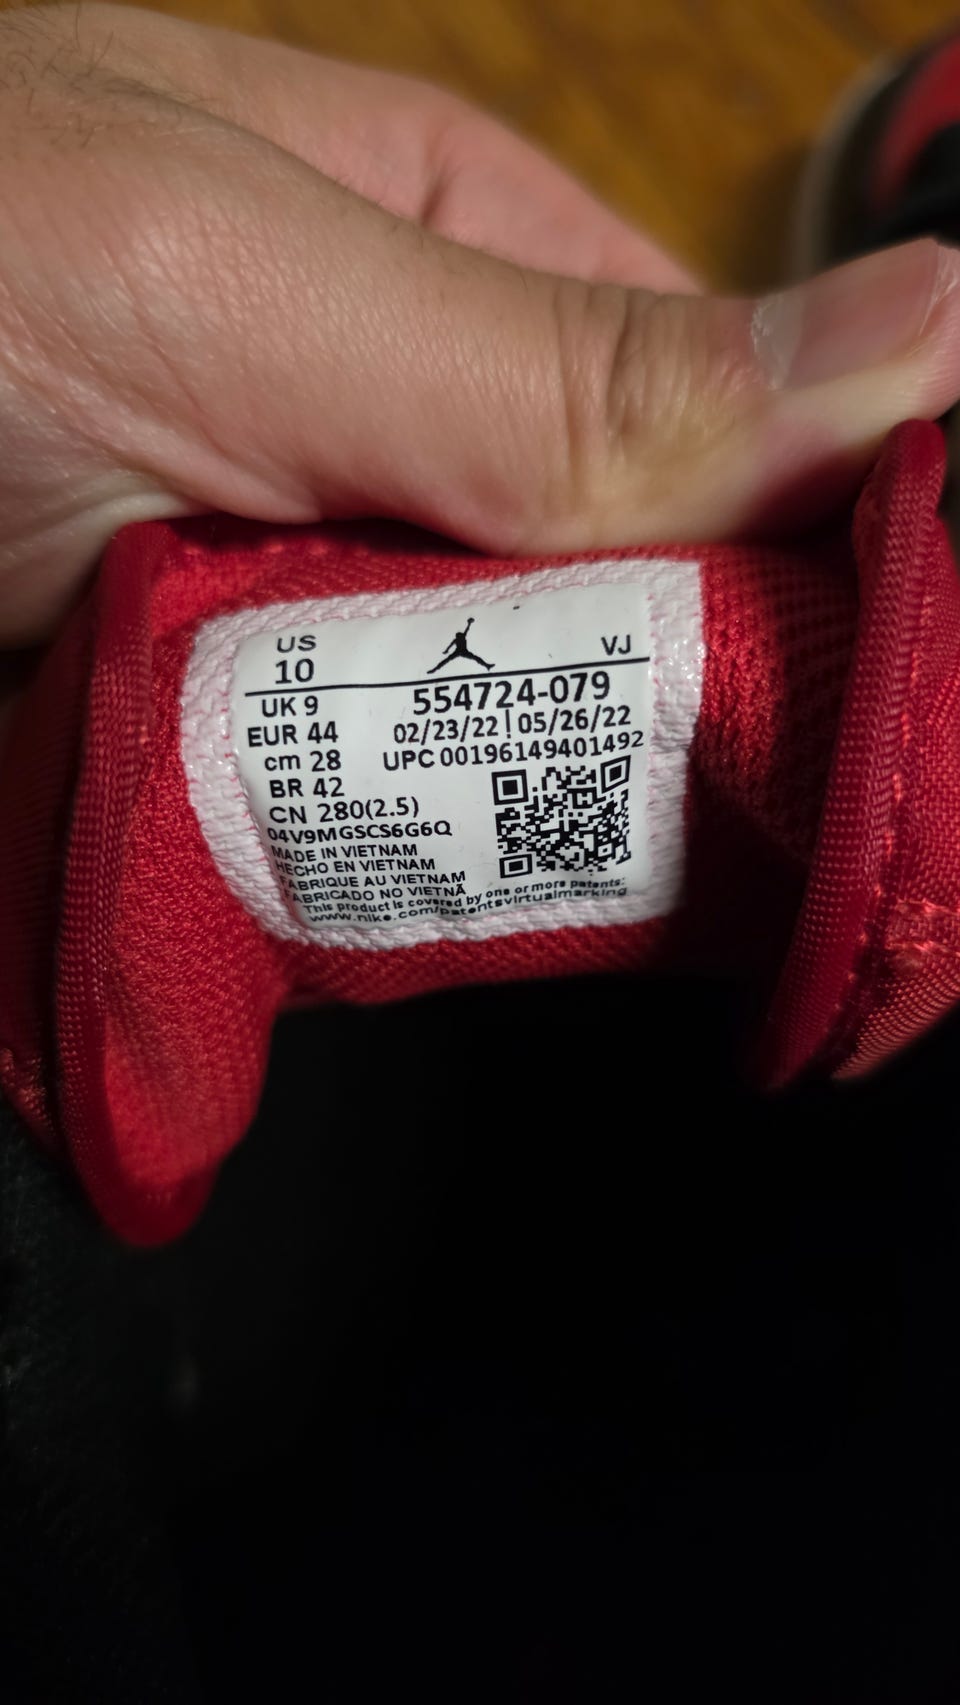 US
10
VJ
UK 9
EUR 44
cm 28
BR 42
CN 280(2.5)
04V9MGSCS6G6Q
554724-079
02/23/22 | 05/26/22
UPC 00196149401492
MADE IN VIETNAM
HECHO EN VIETNAM
FABRIQUE AU VIETNAM
FABRICADO NO VIETNÃ
This product is covered by one or more patents:
www.nike.com/patentsvirtualmarking